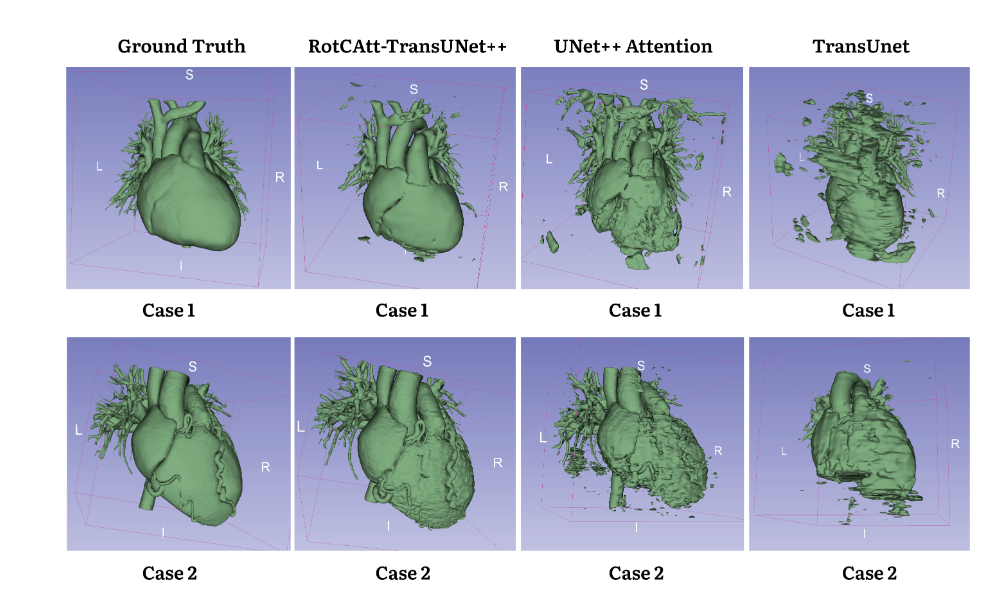 Ground Truth RotCAtt-TransUNet++ UNet++ Attention TransUnet
S S S S
L R L R L R L R
I
Case 1 Case 1 Case 1 Case 1
S S S S
L R L R L R L R
I I I I
Case 2 Case 2 Case 2 Case 2